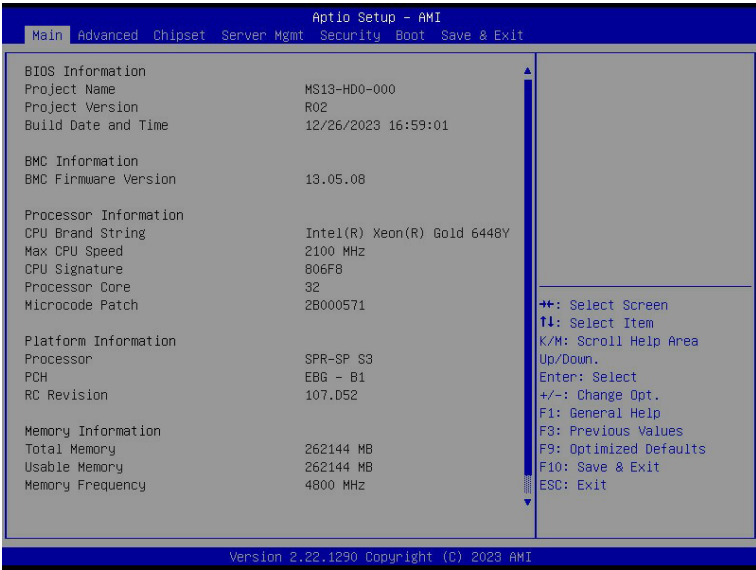 Aptio Setup – AMI
Main Advanced Chipset Server Mgmt Security Boot Save & Exit
BIOS Information
Project Name MS13-HD0-000
Project Version R02
Build Date and Time 12/26/2023 16:59:01
BMC Information
BMC Firmware Version 13.05.08
Processor Information
CPU Brand String Intel(R) Xeon(R) Gold 6448Y
Max CPU Speed 2100 MHz
CPU Signature 806F8
Processor Core 32
Microcode Patch 2B000571
Platform Information
Processor SPR-SP S3
PCH EBG - B1
RC Revision 107.D52
Memory Information
Total Memory 262144 MB
Usable Memory 262144 MB
Memory Frequency 4800 MHz
→←: Select Screen
↑↓: Select Item
K/M: Scroll Help Area
Up/Down.
Enter: Select
+/-: Change Opt.
F1: General Help
F3: Previous Values
F9: Optimized Defaults
F10: Save & Exit
ESC: Exit
Version 2.22.1290 Copyright (C) 2023 AMI